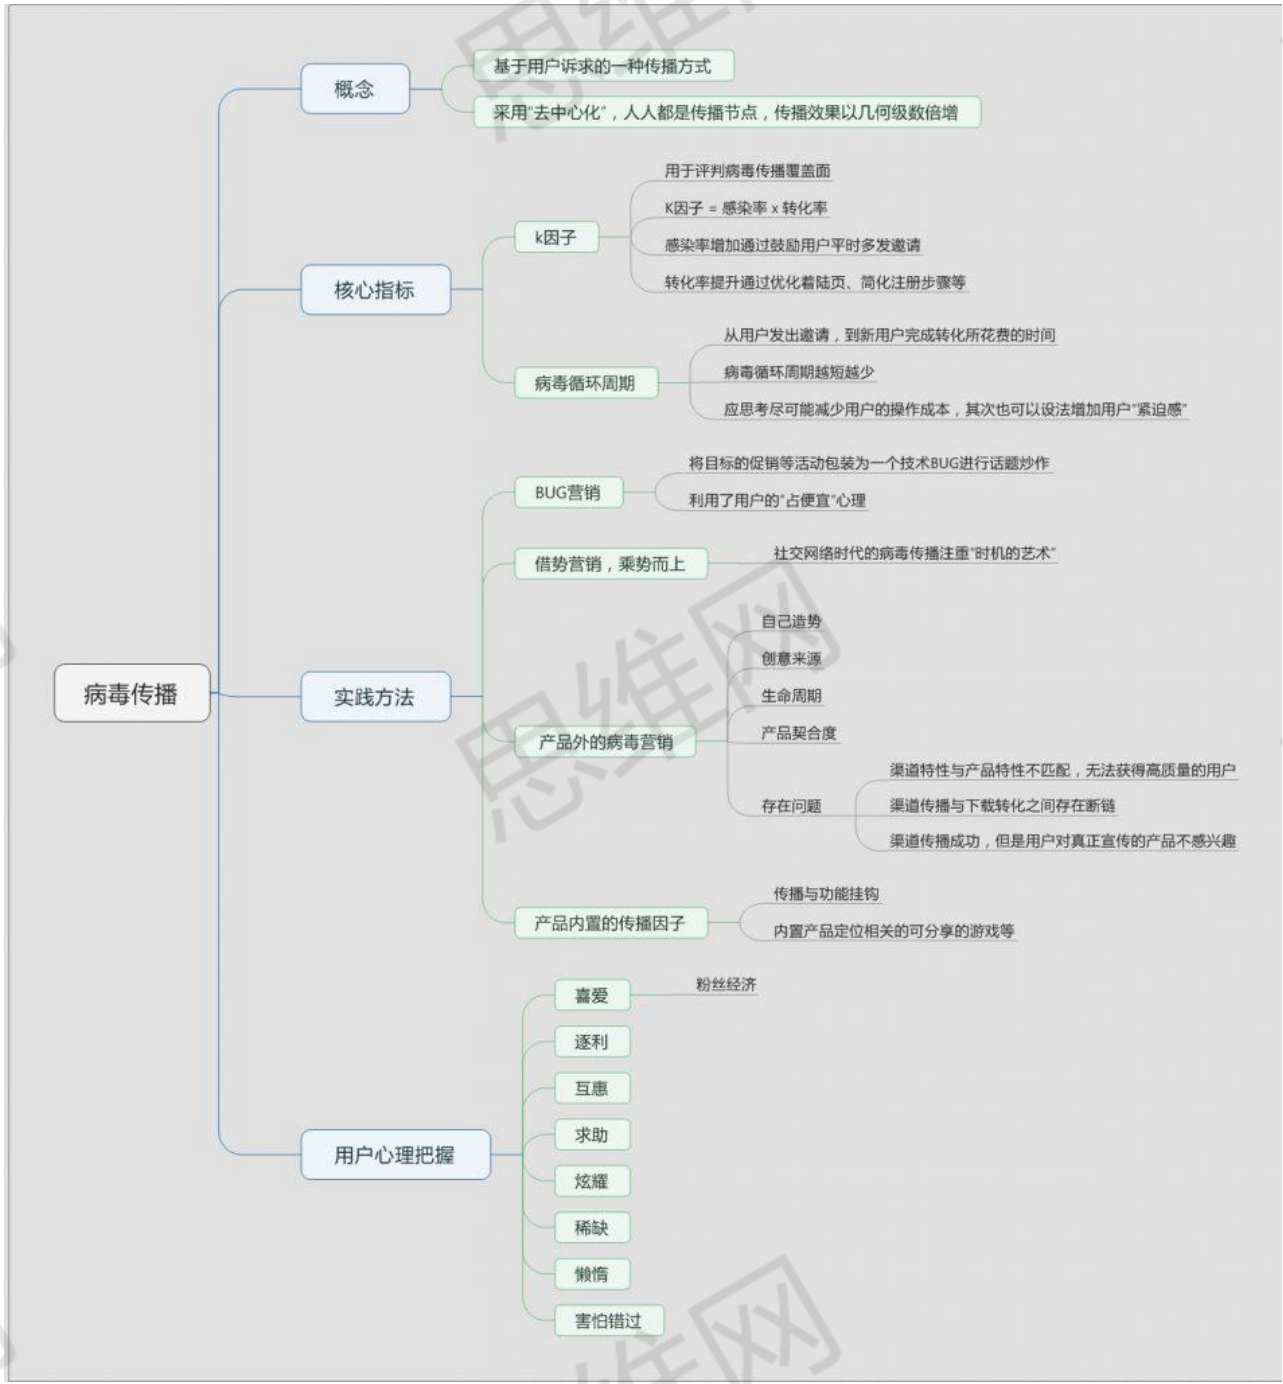 思维网
概念
基于用户诉求的一种传播方式
采用“去中心化”，人人都是传播节点，传播效果以几何级数倍增
核心指标
k因子
用于评判病毒传播覆盖面
K因子 = 感染率 x 转化率
感染率增加通过鼓励用户平时多发邀请
转化率提升通过优化着陆页、简化注册步骤等
病毒循环周期
从用户发出邀请，到新用户完成转化所花费的时间
病毒循环周期越短越少
应思考尽可能减少用户的操作成本，其次也可以设法增加用户“紧迫感”
病毒传播
实践方法
BUG营销
将目标的促销等活动包装为一个技术BUG进行话题炒作
利用了用户的“占便宜”心理
借势营销，乘势而上
社交网络时代的病毒传播注重“时机的艺术”
思维网
产品外的病毒营销
自己造势
创意来源
生命周期
产品契合度
存在问题
渠道特性与产品特性不匹配，无法获得高质量的用户
渠道传播与下载转化之间存在断链
渠道传播成功，但是用户对真正宣传的产品不感兴趣
产品内置的传播因子
传播与功能挂钩
内置产品定位相关的可分享的游戏等
用户心理把握
喜爱
粉丝经济
逐利
互惠
求助
炫耀
稀缺
懒惰
害怕错过
思维网